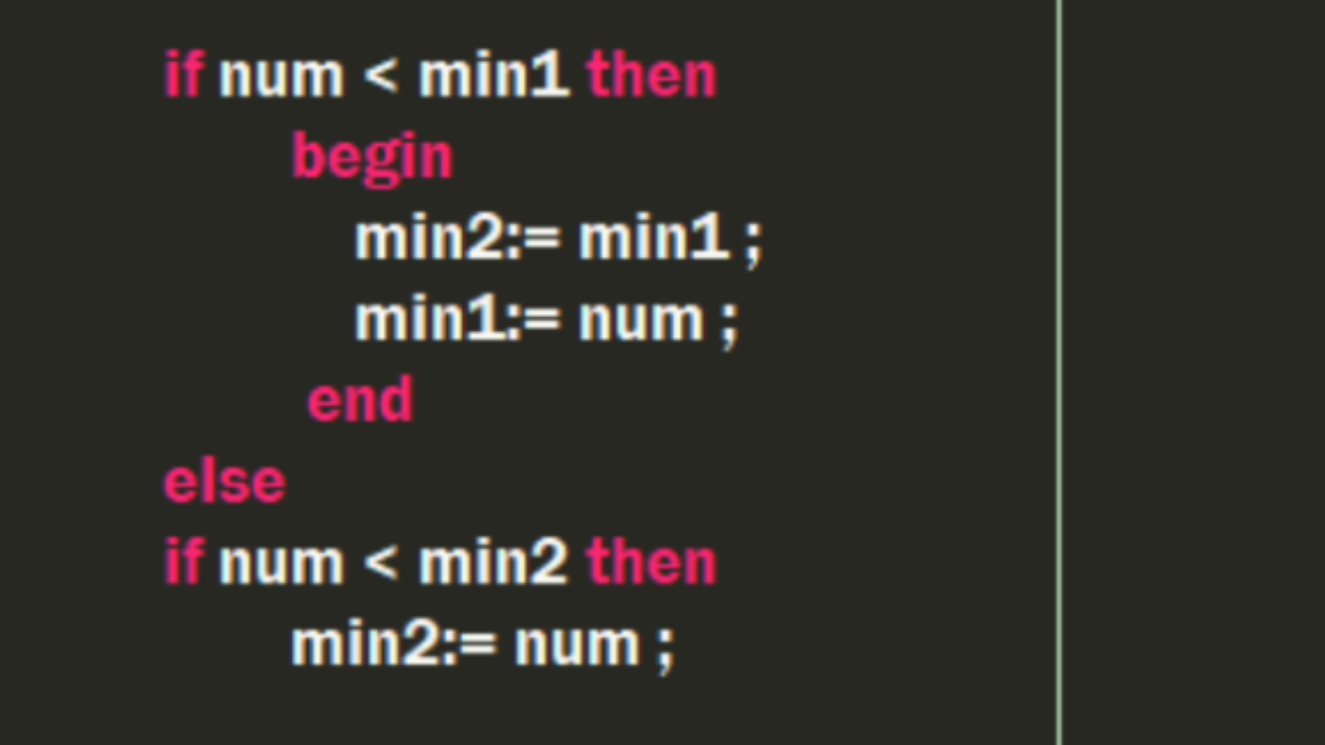 if num < min1 then
begin
min2:= min1 ;
min1:= num ;
end
else
if num < min2 then
min2:= num ;